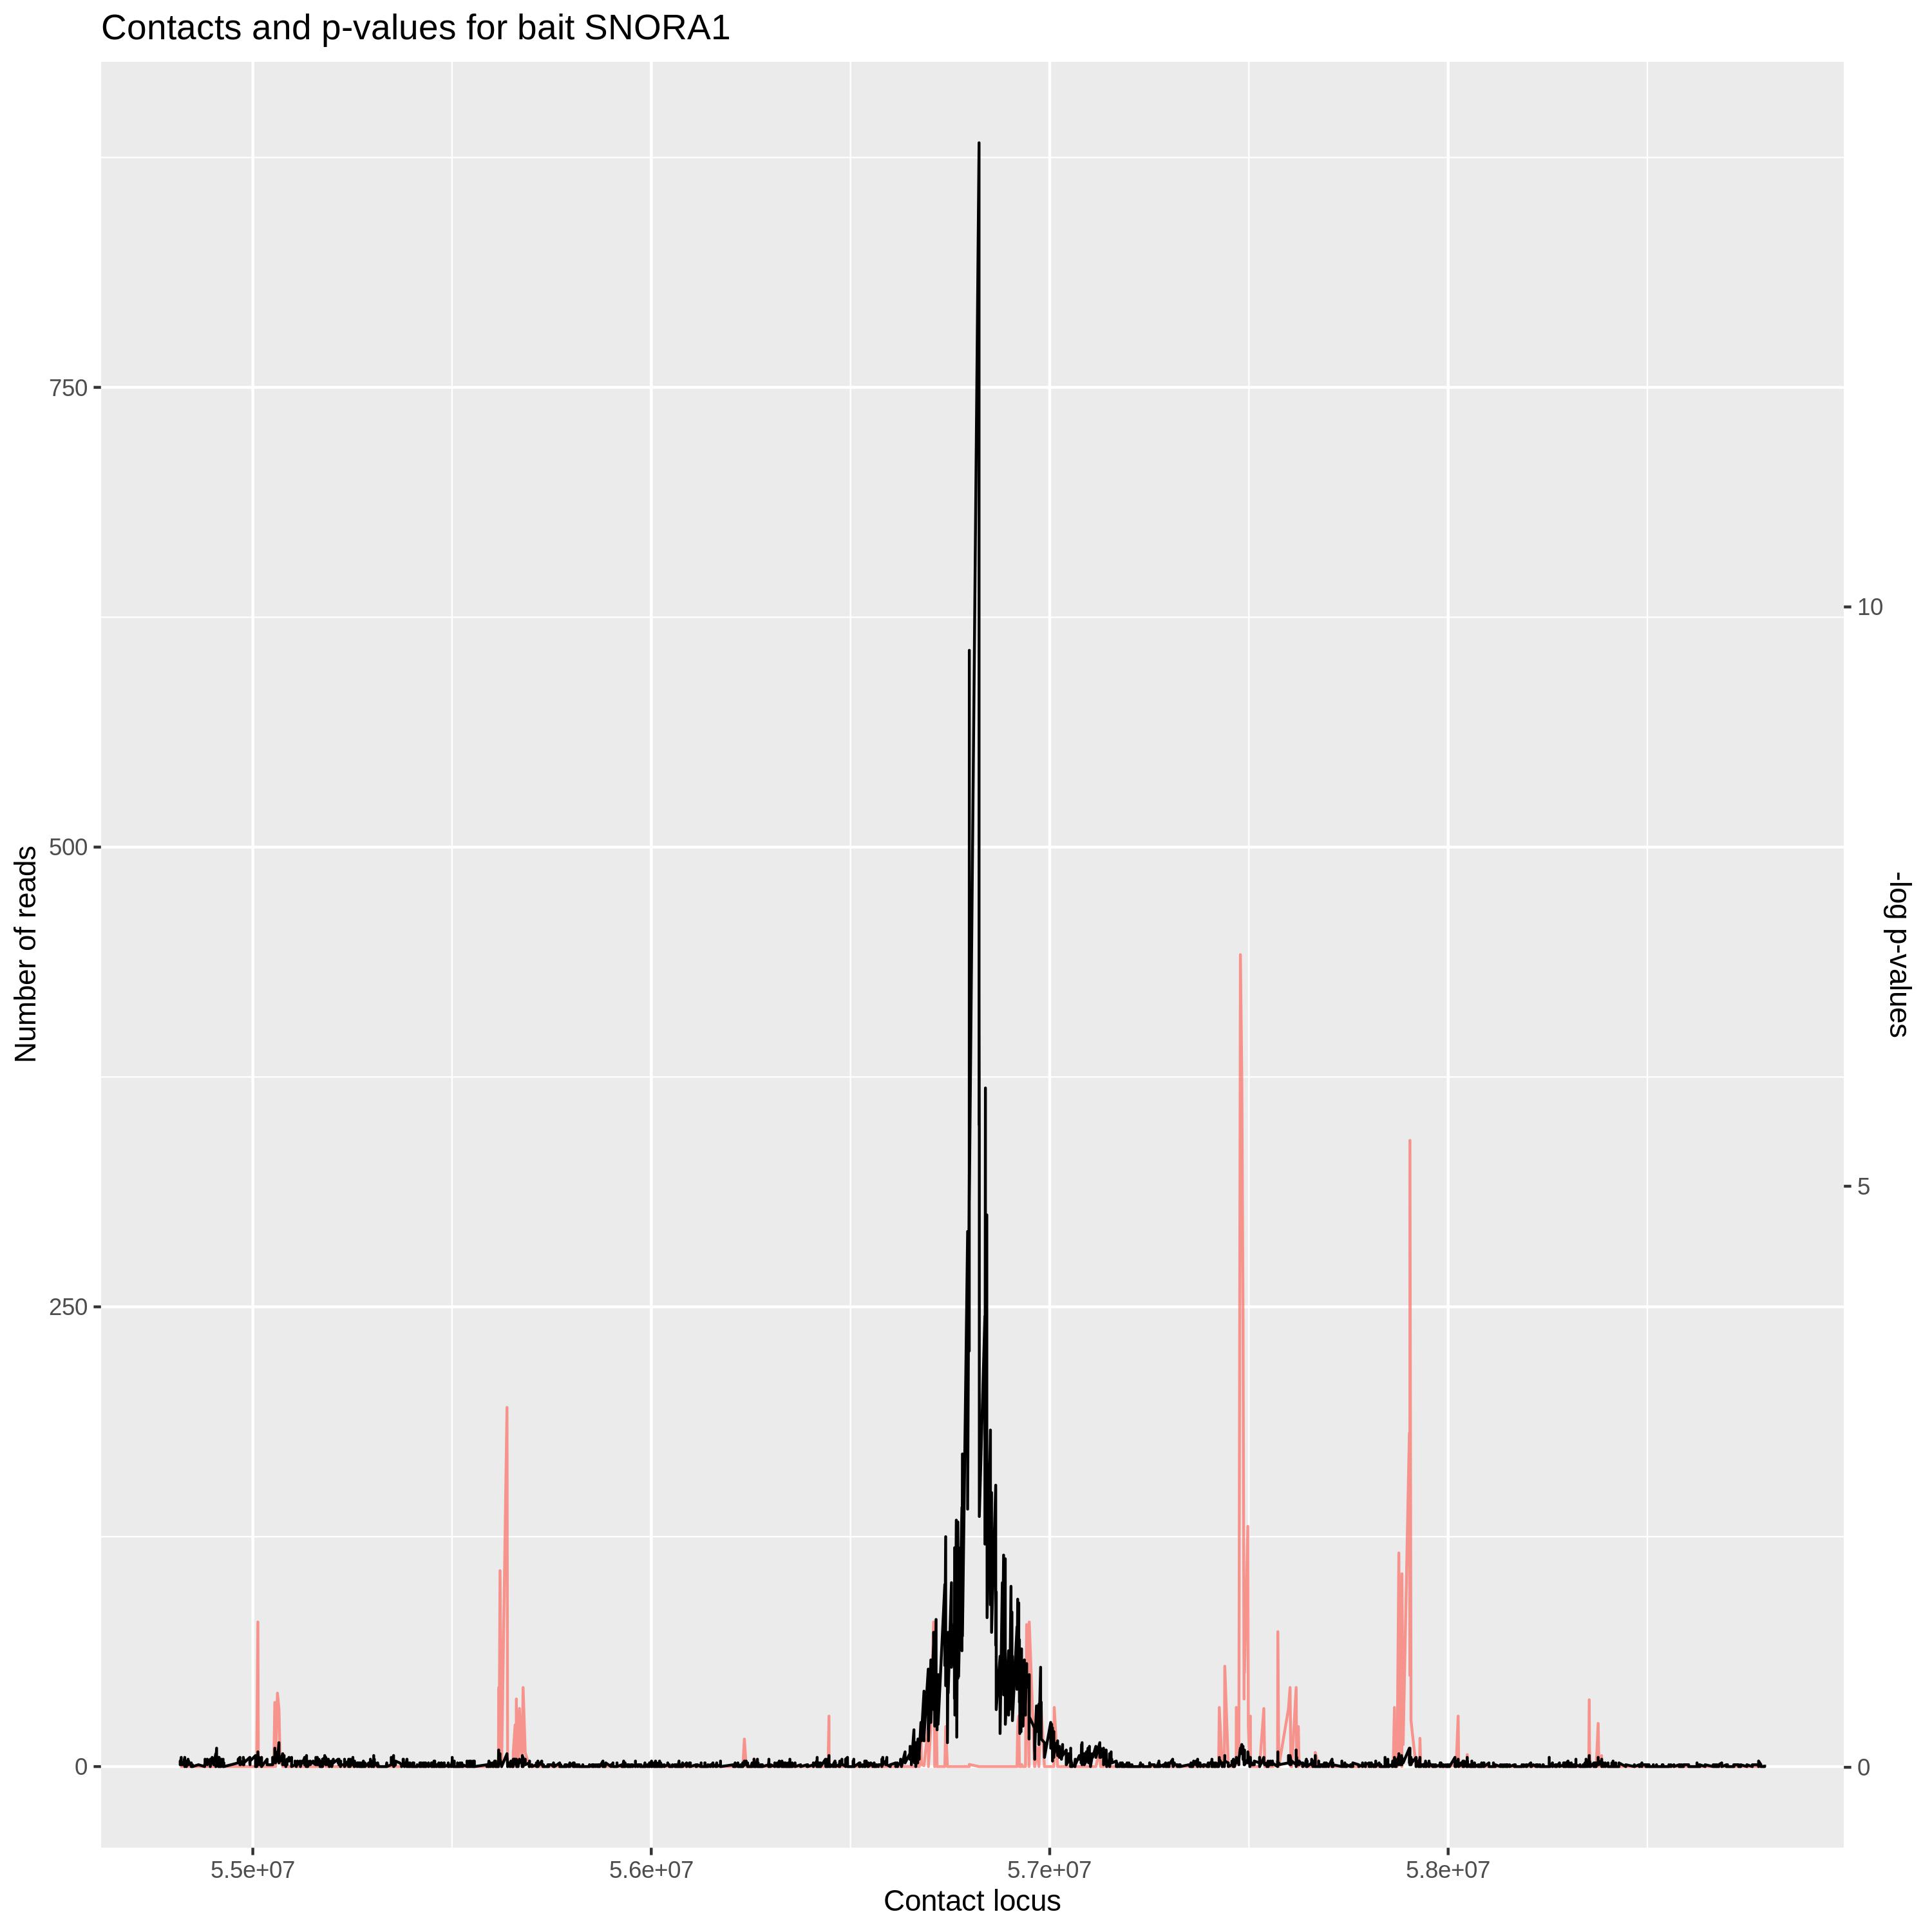 Contacts and p-values for bait SNORA1
750
500
250
0
Number of reads
10
5
0
-log p-values
5.5e+07 5.6e+07 5.7e+07 5.8e+07
Contact locus